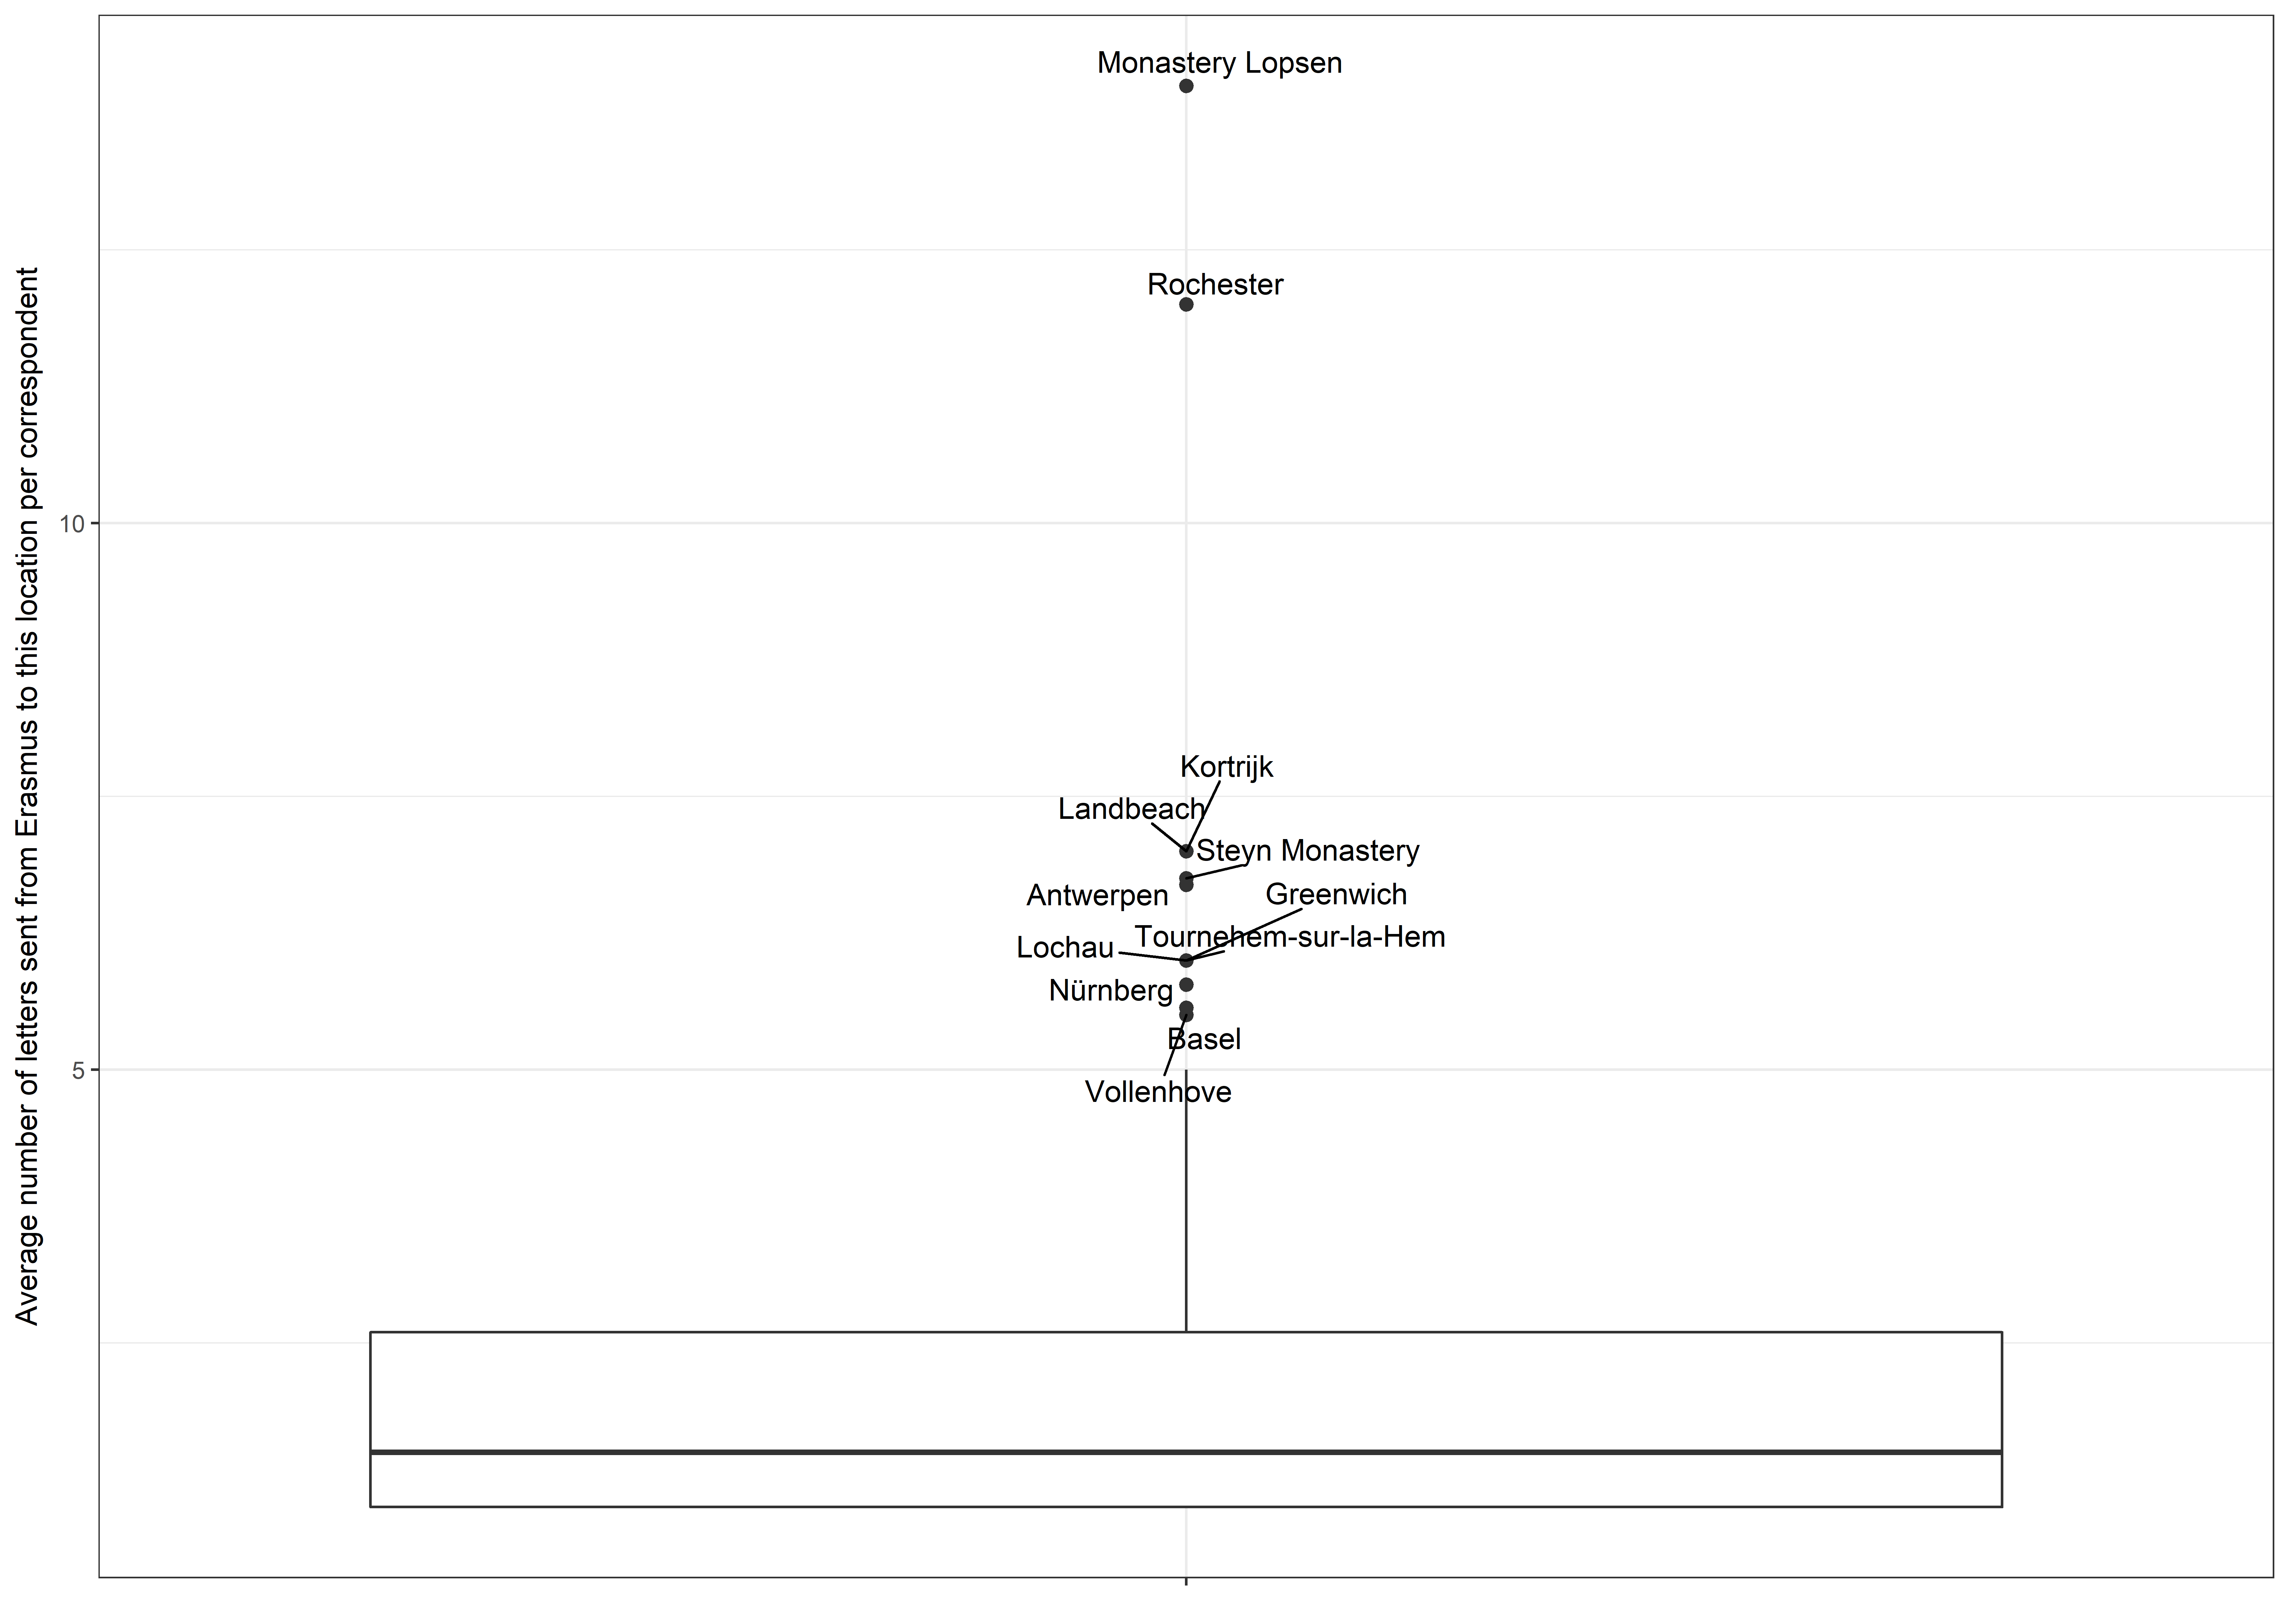 Monastery Lopsen
Rochester
10
Kortrijk
Landbeach
Steyn Monastery
Antwerpen
Greenwich
Tournehem-sur-la-Hem
Lochau
Nürnberg
Basel
5
Vollenhove
Average number of letters sent from Erasmus to this location per correspondent